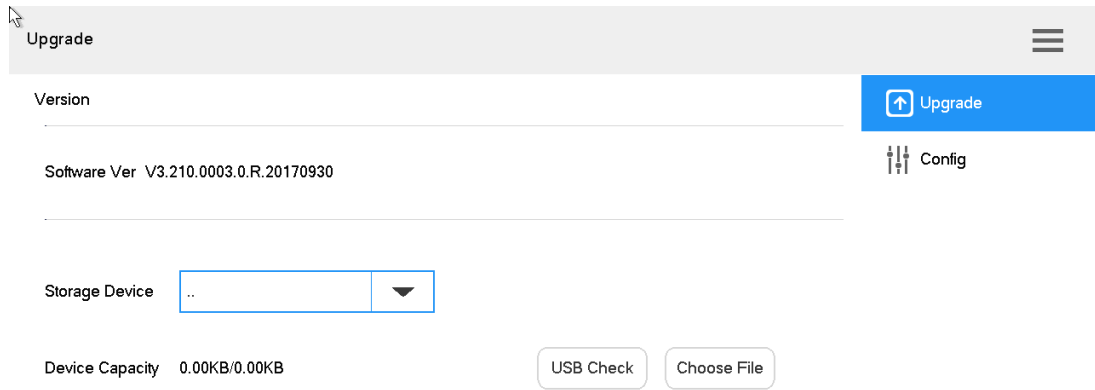 Upgrade
Version
Upgrade
Software Ver V3.210.0003.0.R.20170930
Config
Storage Device ..
Device Capacity 0.00KB/0.00KB USB Check Choose File